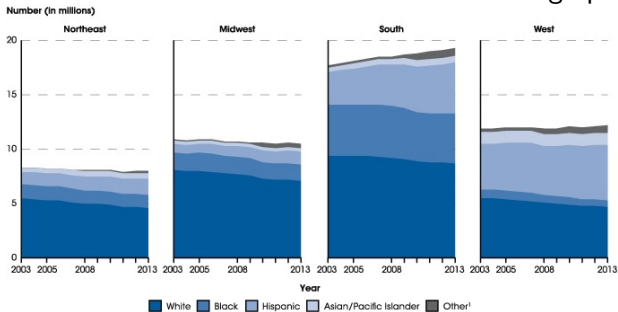 Number (in millions)
Northeast
Midwest
South
West
20
15
10
5
0
2003 2005 2008 2013
2003 2005 2008 2013
2003 2005 2008 2013
2003 2005 2008 2013
Year
White Black Hispanic Asian/Pacific Islander Other¹